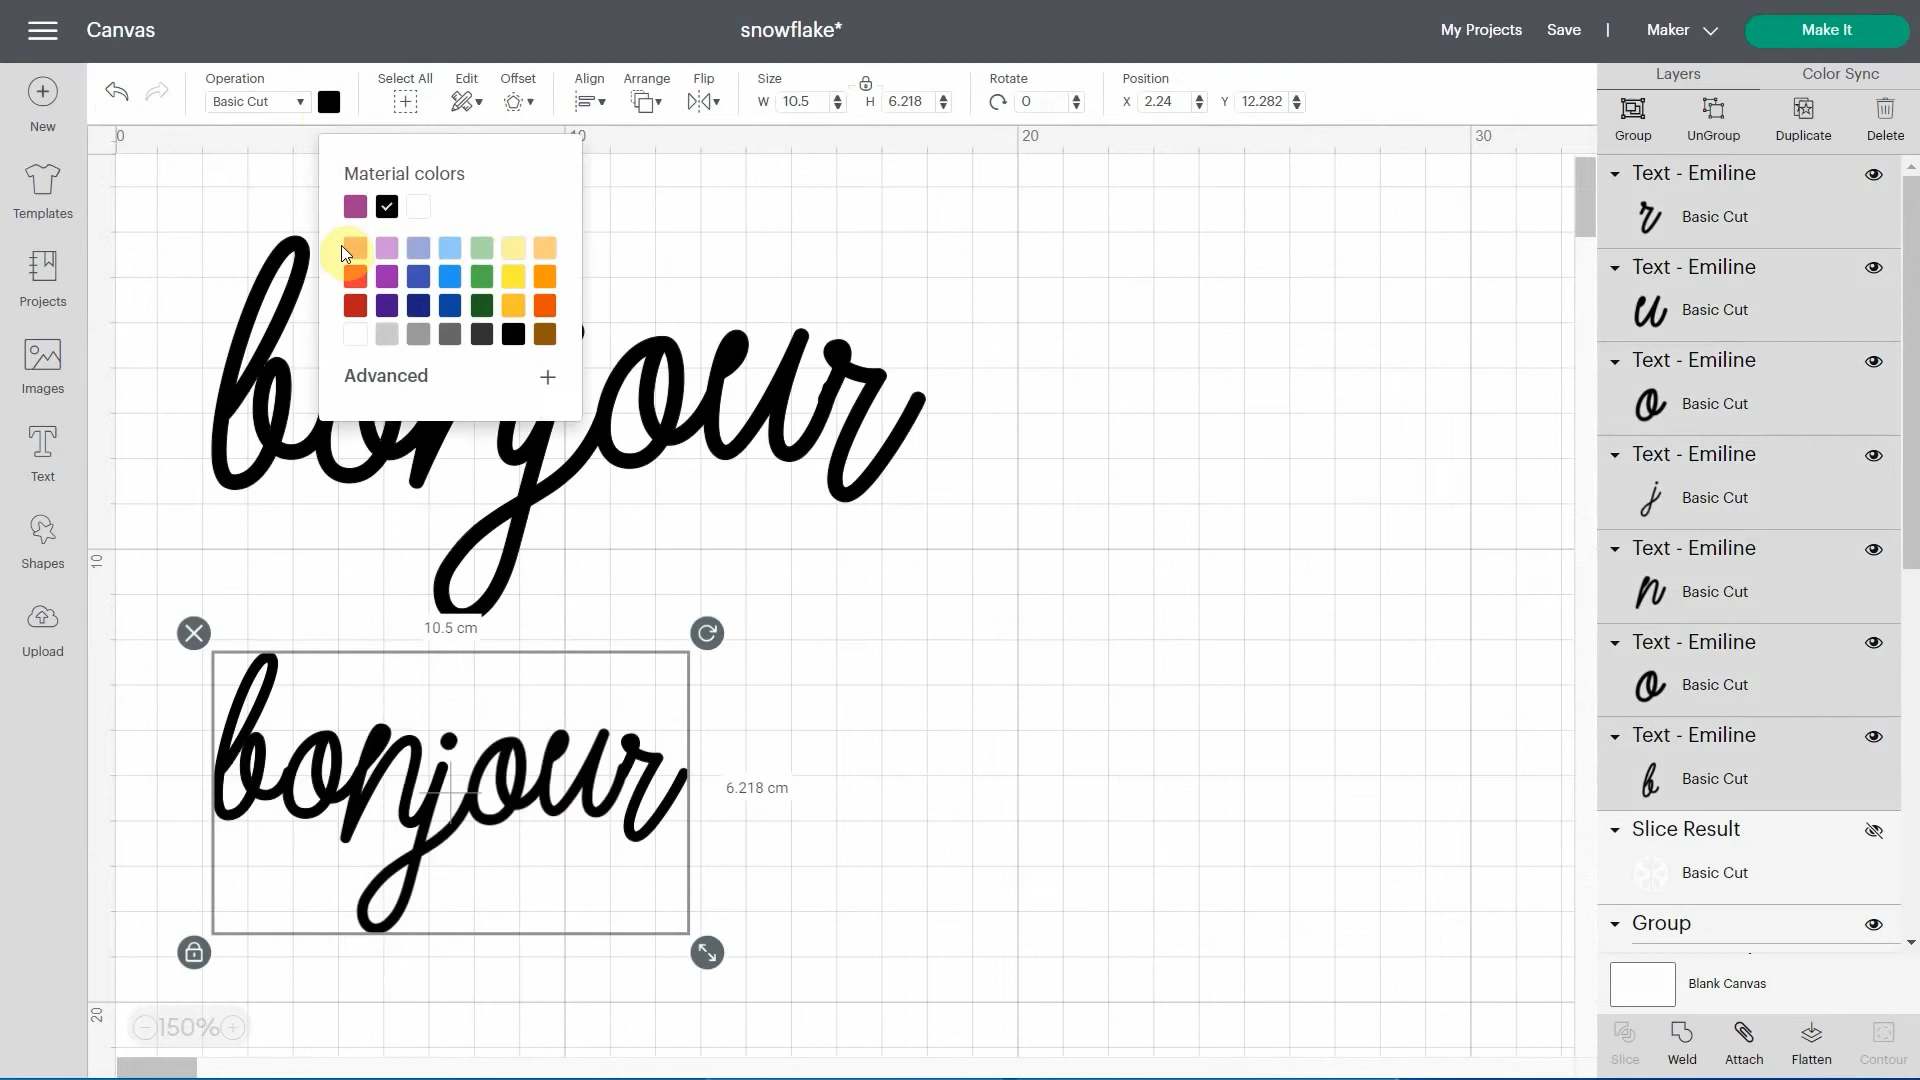 Canvas
snowflake*
My Projects
Save
|
Maker
Make It
New
Templates
Projects
Images
Text
Shapes
Upload
Operation
Basic Cut
Select All
Edit
Offset
Align
Arrange
Flip
Size
W 10.5
H 6.218
Rotate
0
Position
X 2.24
Y 12.282
0
20
30
10
20
Material colors
Advanced
bonjour
10.5 cm
bonjour
6.218 cm
150%
Layers
Color Sync
Group
UnGroup
Duplicate
Delete
Text - Emiline
r Basic Cut
Text - Emiline
u Basic Cut
Text - Emiline
o Basic Cut
Text - Emiline
j Basic Cut
Text - Emiline
n Basic Cut
Text - Emiline
o Basic Cut
Text - Emiline
b Basic Cut
Slice Result
Basic Cut
Group
Blank Canvas
Slice
Weld
Attach
Flatten
Contour